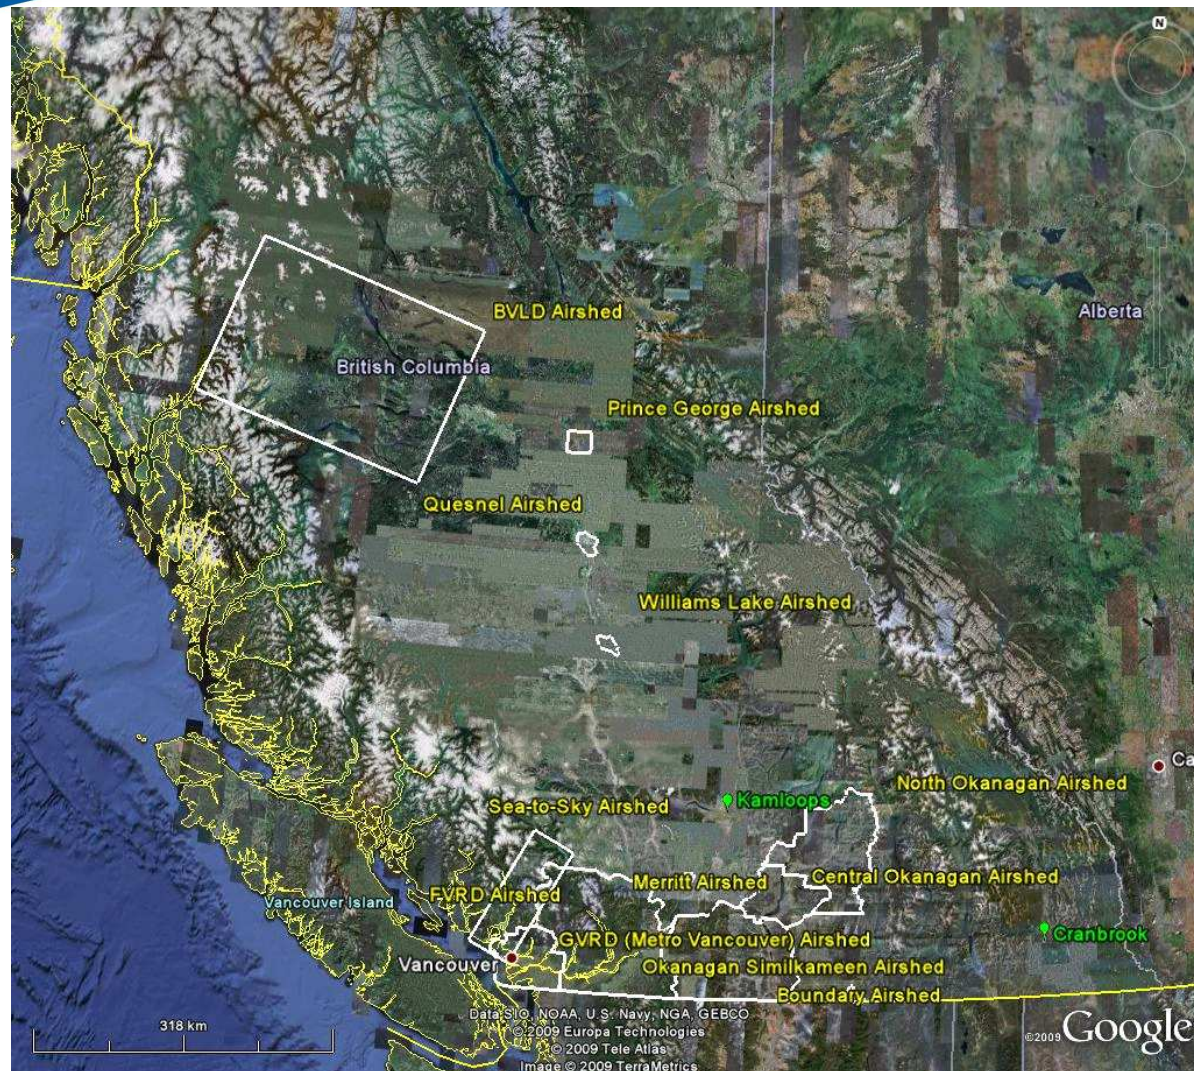 N
BVLD Airshed
Alberta
British Columbia
Prince George Airshed
Quesnel Airshed
Williams Lake Airshed
Ca
North Okanagan Airshed
Sea-to-Sky Airshed
Kamloops
Merritt Airshed
Central Okanagan Airshed
FVRD Airshed
Vancouver Island
Cranbrook
GVRD (Metro Vancouver) Airshed
Vancouver
Okanagan Similkameen Airshed
Boundary Airshed
318 km
Data SIO, NOAA, U.S. Navy, NGA, GEBCO
© 2009 Europa Technologies
© 2009 Tele Atlas
Image © 2009 TerraMetrics
©2009 Google